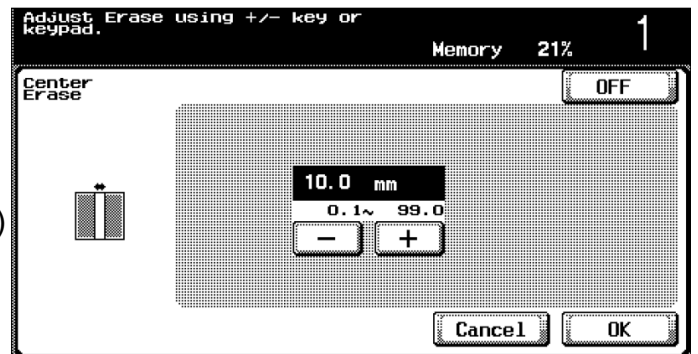 Adjust Erase using +/- key or
keypad.
Memory 21% 1
Center
Erase
OFF
10.0 mm
0.1~ 99.0
− +
Cancel OK
)